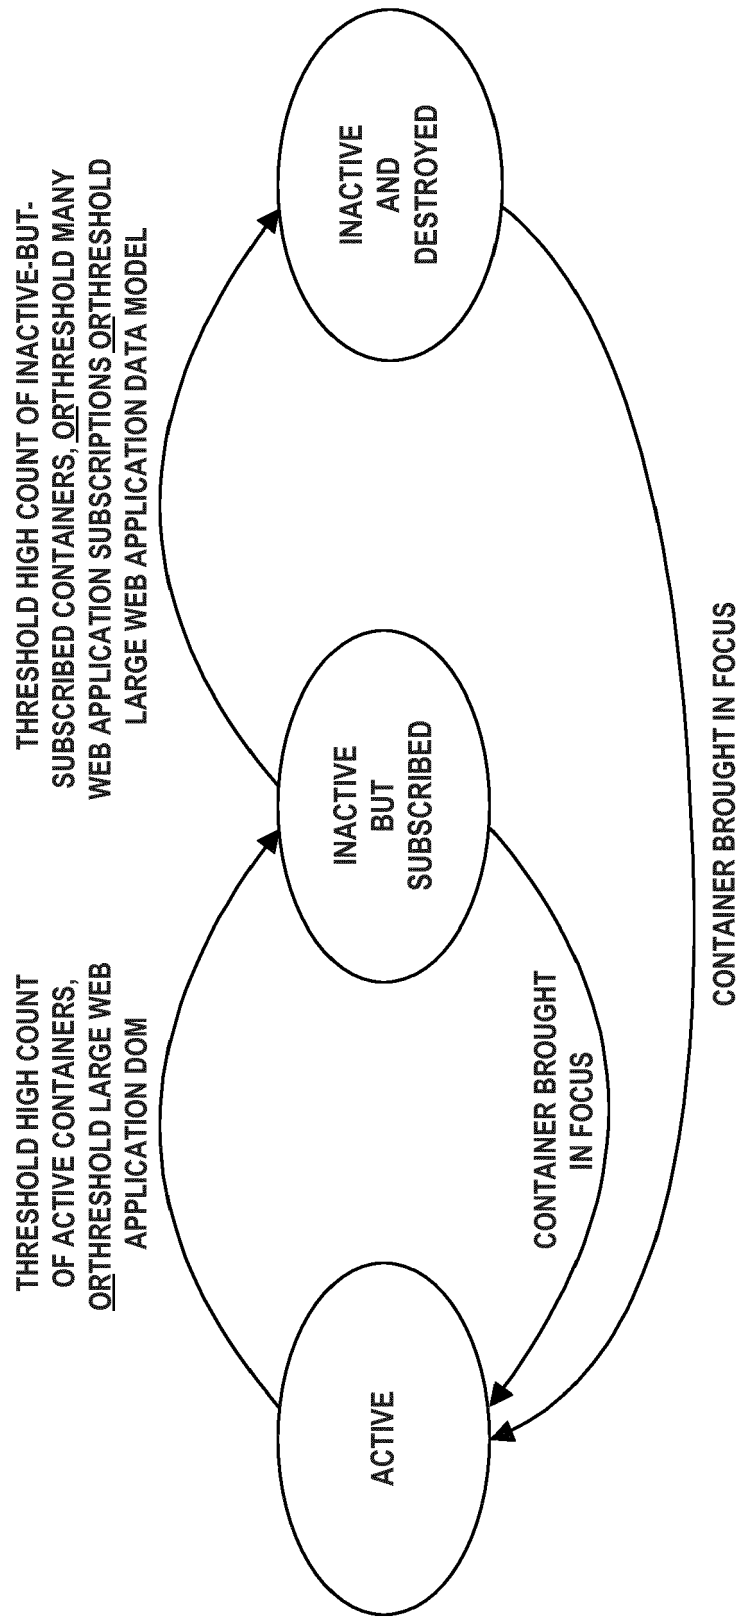 THRESHOLD HIGH COUNT
OF ACTIVE CONTAINERS,
ORTHRESHOLD LARGE WEB
APPLICATION DOM
THRESHOLD HIGH COUNT OF INACTIVE-BUT-
SUBSCRIBED CONTAINERS, ORTHRESHOLD MANY
WEB APPLICATION SUBSCRIPTIONS ORTHRESHOLD
LARGE WEB APPLICATION DATA MODEL
ACTIVE
INACTIVE
BUT
SUBSCRIBED
INACTIVE
AND
DESTROYED
CONTAINER BROUGHT
IN FOCUS
CONTAINER BROUGHT IN FOCUS